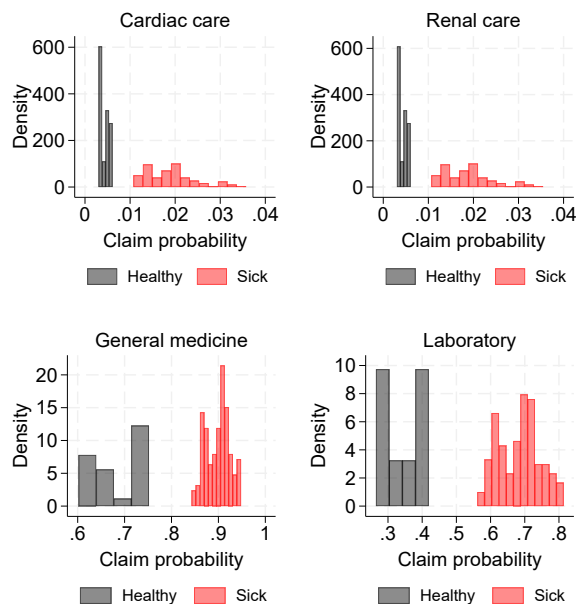 Cardiac care
Density
600
400
200
0
0 .01 .02 .03 .04
Claim probability
Healthy Sick
Renal care
Density
600
400
200
0
0 .01 .02 .03 .04
Claim probability
Healthy Sick
General medicine
Density
20
15
10
5
0
.6 .7 .8 .9 1
Claim probability
Healthy Sick
Laboratory
Density
10
8
6
4
2
0
.3 .4 .5 .6 .7 .8
Claim probability
Healthy Sick